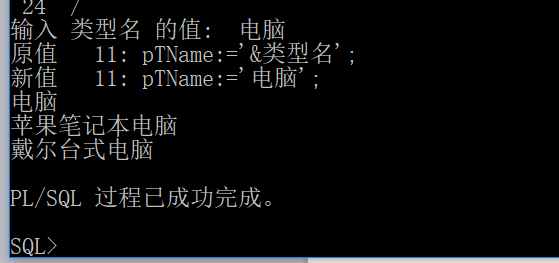 24  /
输入 类型名 的值:  电脑
原值   11: pTName:='&类型名';
新值   11: pTName:='电脑';
电脑
苹果笔记本电脑
戴尔台式电脑
PL/SQL 过程已成功完成。
SQL>